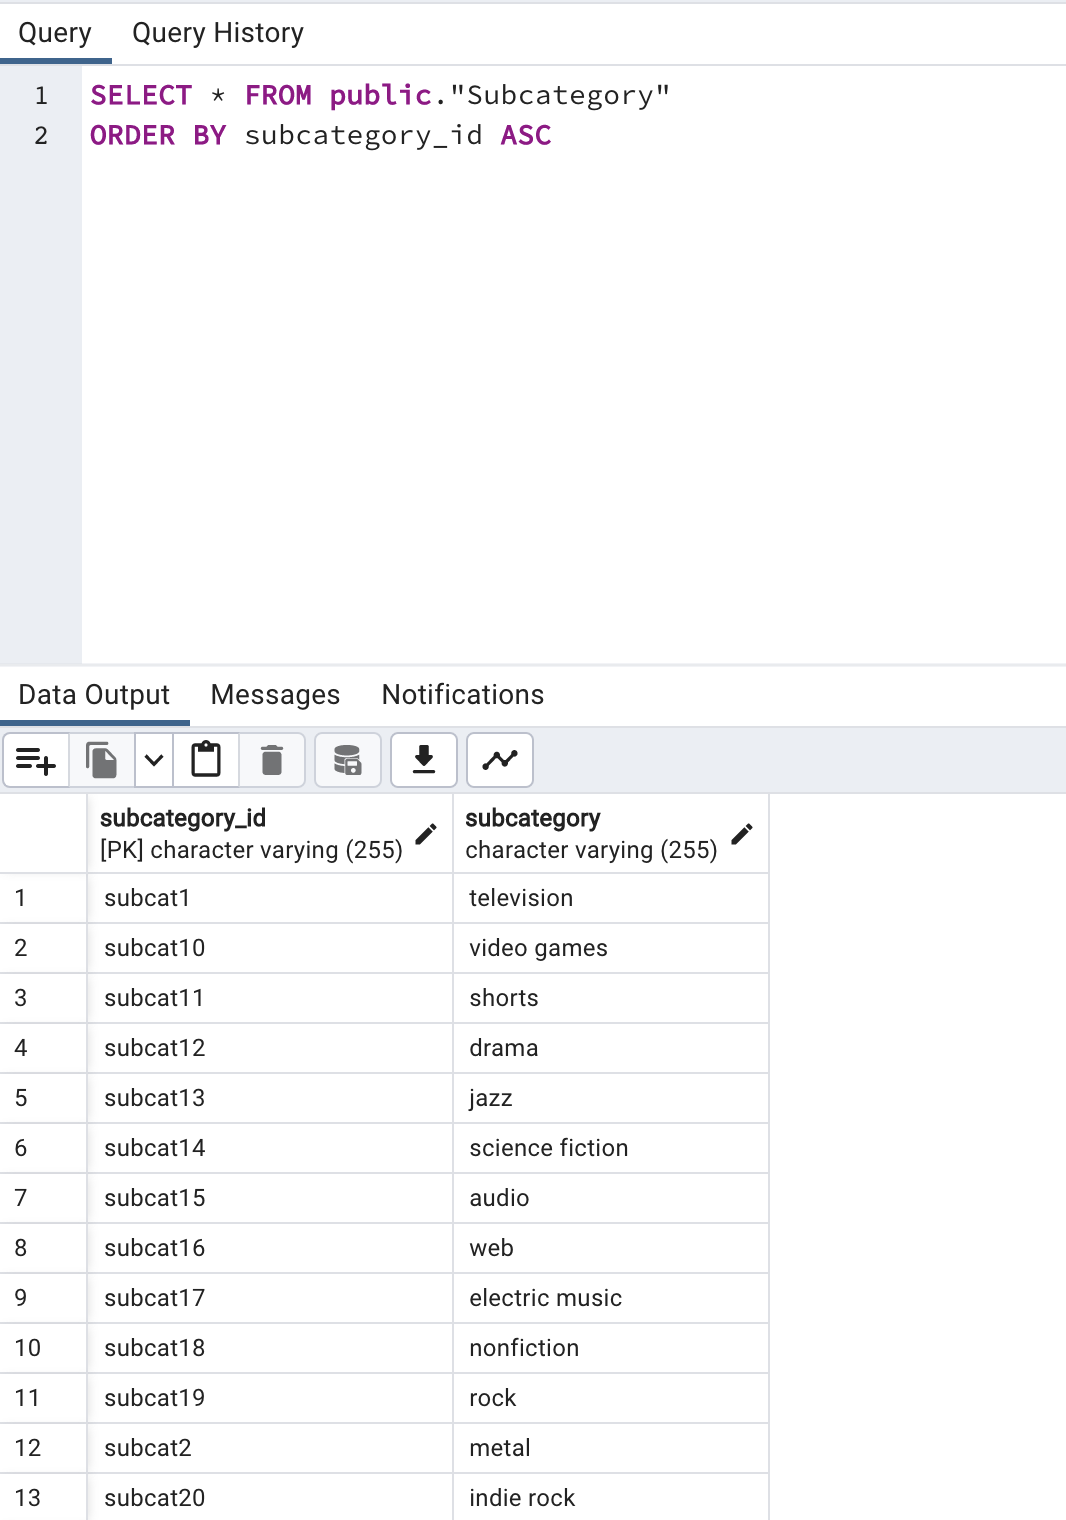 Query Query History
1 SELECT * FROM public."Subcategory"
2 ORDER BY subcategory_id ASC
Data Output Messages Notifications
subcategory_id subcategory
[PK] character varying (255) character varying (255)
1 subcat1 television
2 subcat10 video games
3 subcat11 shorts
4 subcat12 drama
5 subcat13 jazz
6 subcat14 science fiction
7 subcat15 audio
8 subcat16 web
9 subcat17 electric music
10 subcat18 nonfiction
11 subcat19 rock
12 subcat2 metal
13 subcat20 indie rock